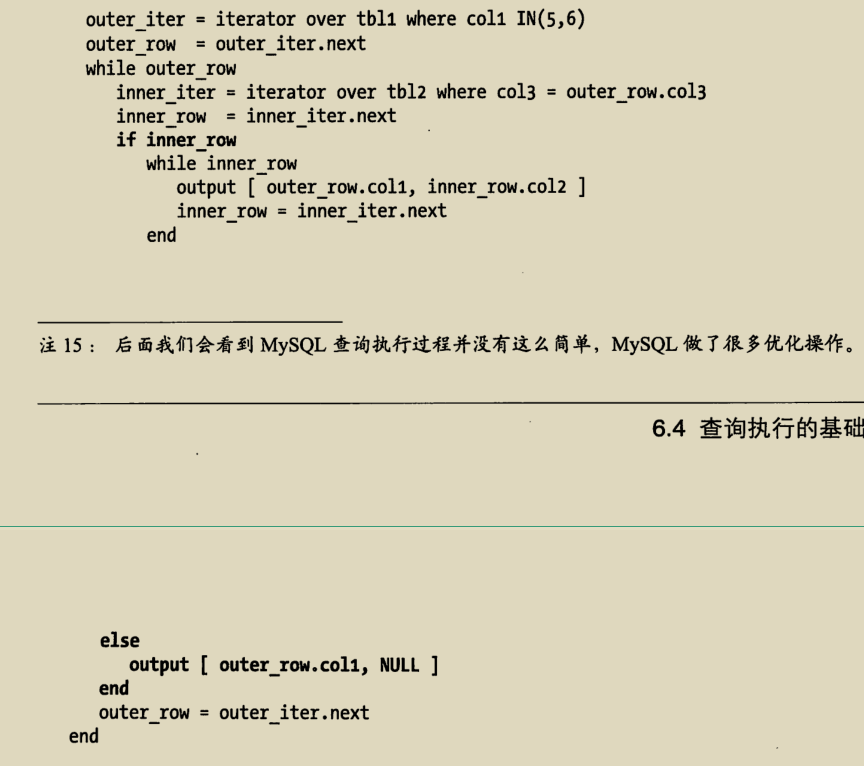 outer_iter = iterator over tbl1 where col1 IN(5,6)
outer_row = outer_iter.next
while outer_row
inner_iter = iterator over tbl2 where col3 = outer_row.col3
inner_row = inner_iter.next
if inner_row
while inner_row
output [ outer_row.col1, inner_row.col2 ]
inner_row = inner_iter.next
end
注 15： 后面我们会看到 MySQL 查询执行过程并没有这么简单，MySQL 做了很多优化操作。
6.4 查询执行的基础
else
output [ outer_row.col1, NULL ]
end
outer_row = outer_iter.next
end